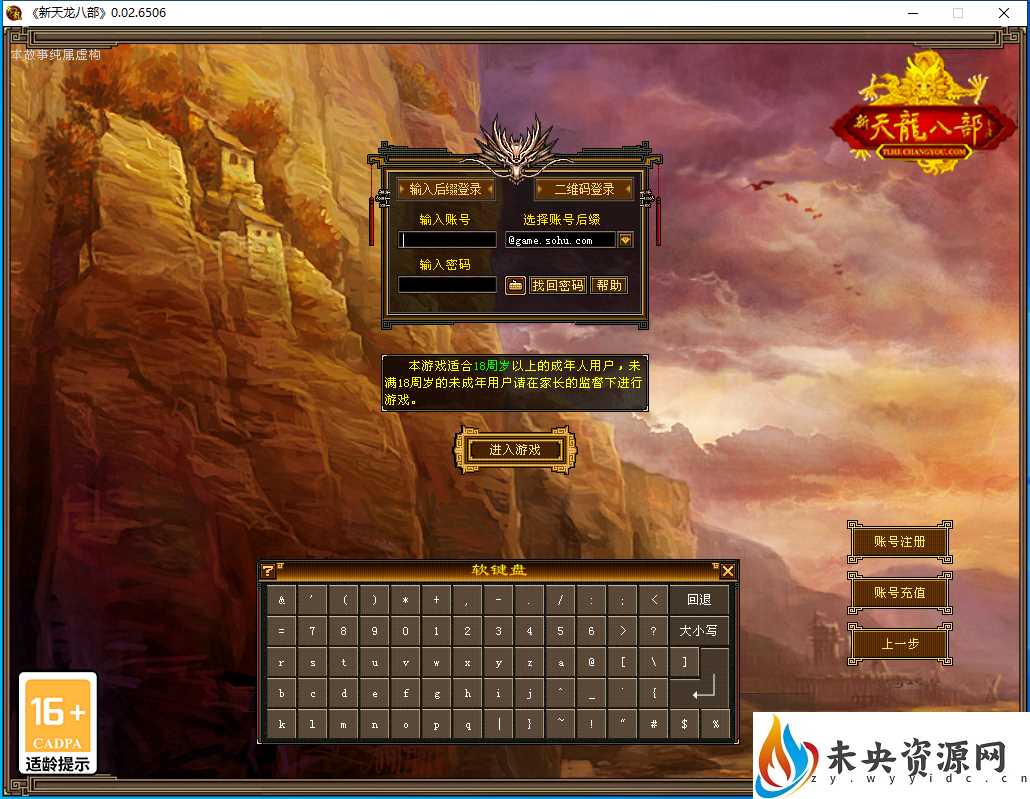 《新天龙八部》0.02.6506
本故事纯属虚构
新天龍八部
TLBB.CHANGYOU.COM
输入后缀登录 二维码登录
输入账号 选择账号后缀
@game.sohu.com
输入密码
找回密码 帮助
本游戏适合18周岁以上的成年人用户，未
满18周岁的未成年用户请在家长的监督下进行
游戏。
进入游戏
账号注册
账号充值
上一步
? 软键盘
& ' ( ) * + , - . / : ; < 回退
= 7 8 9 0 1 2 3 4 5 6 > ? 大小写
r s t u v w x y z a @ [ \ ]
b c d e f g h i j ^ _ ` {
k l m n o p q | } ~ ! " # $ %
16+
CADPA
适龄提示
未央资源网
zy.wyyidc.cn